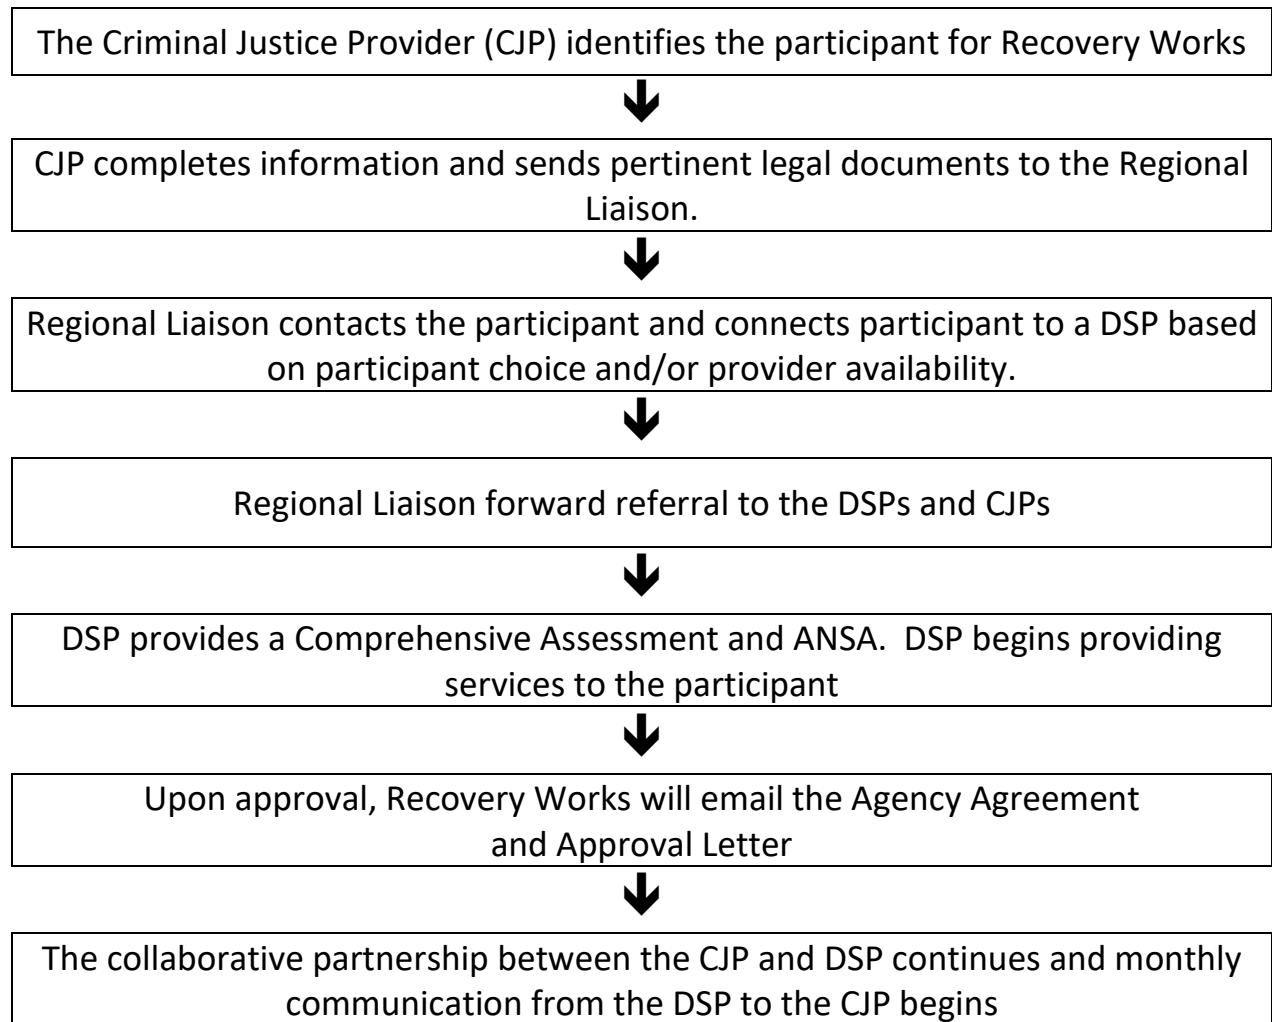 The Criminal Justice Provider (CJP) identifies the participant for Recovery Works
CJP completes information and sends pertinent legal documents to the Regional
Liaison.
Regional Liaison contacts the participant and connects participant to a DSP based
on participant choice and/or provider availability.
Regional Liaison forward referral to the DSPs and CJPs
DSP provides a Comprehensive Assessment and ANSA.  DSP begins providing
services to the participant
Upon approval, Recovery Works will email the Agency Agreement
and Approval Letter
The collaborative partnership between the CJP and DSP continues and monthly
communication from the DSP to the CJP begins